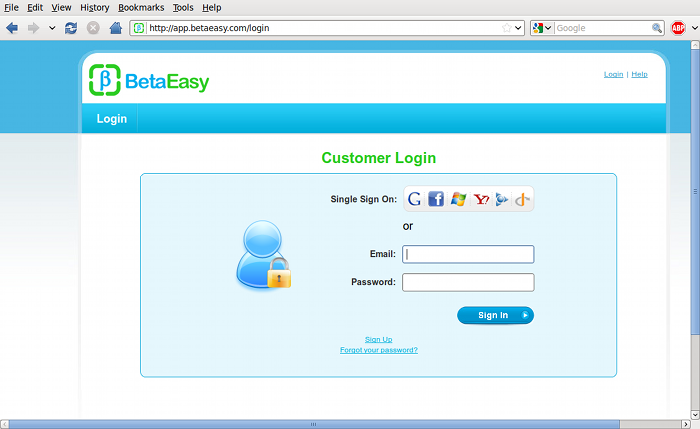 File Edit View History Bookmarks Tools Help
http://app.betaeasy.com/login
Google
ABP
β BetaEasy
Login | Help
Login
Customer Login
Single Sign On:
or
Email:
Password:
Sign In
Sign Up
Forgot your password?